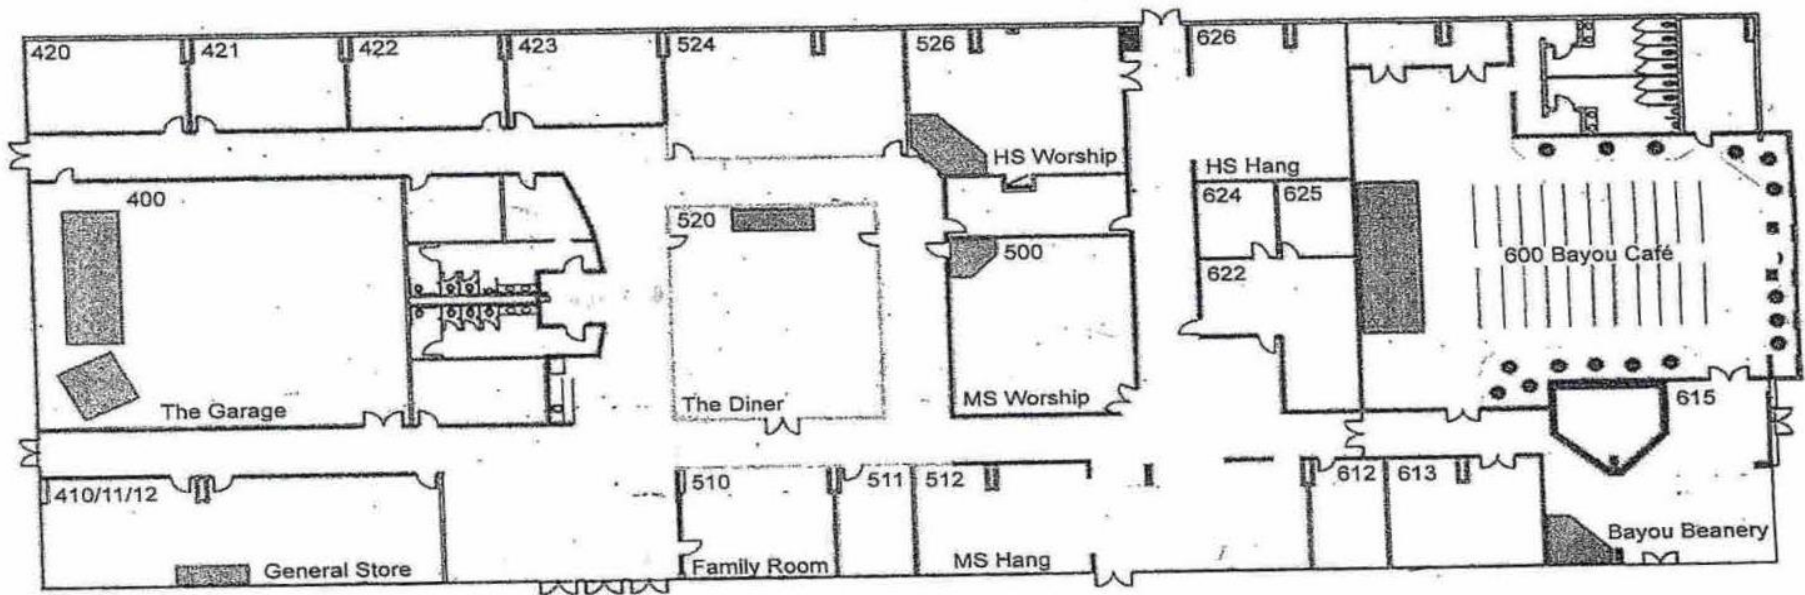 420
421
422
423
524
526
626
HS Worship
HS Hang
400
520
500
624
625
622
600 Bayou Café
The Garage
The Diner
MS Worship
615
410/11/12
510
511
512
612
613
General Store
Family Room
MS Hang
Bayou Beanery